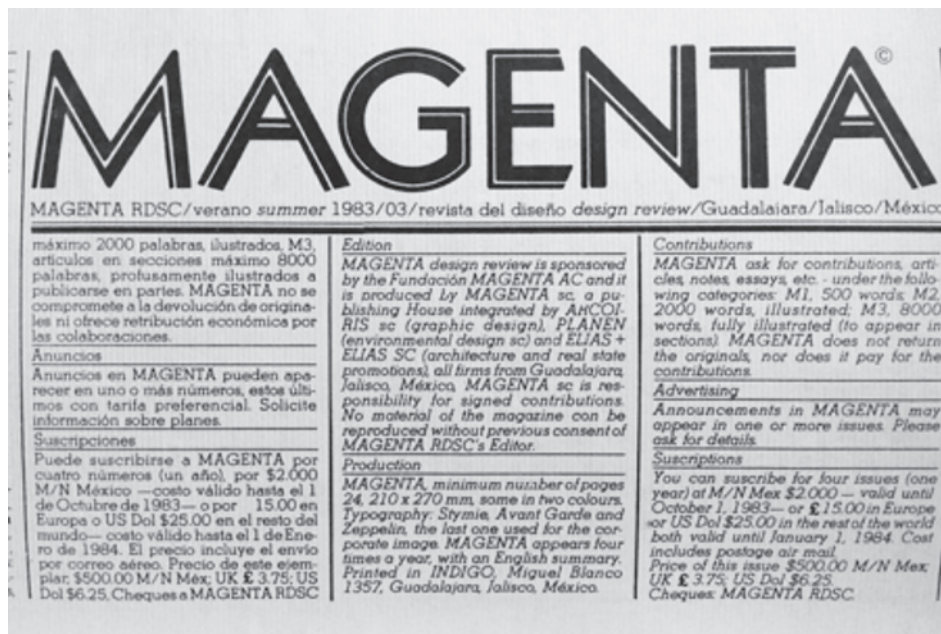 MAGENTA ©
MAGENTA RDSC/verano summer 1983/03/revista del diseño design review/Guadalajara/Jalisco/México
máximo 2000 palabras, ilustrados, M3,
artículos en secciones máximo 8000
palabras, profusamente ilustrados a
publicarse en partes. MAGENTA no se
compromete a la devolución de origina-
les ni ofrece retribución económica por
las colaboraciones.
Anuncios
Anuncios en MAGENTA pueden apa-
recer en uno o más números, estos últi-
mos con tarifa preferencial. Solicite
información sobre planes.
Suscripciones
Puede suscribirse a MAGENTA por
cuatro números (un año), por $2.000
M/N México —costo válido hasta el 1
de Octubre de 1983— o por 15.00 en
Europa o US Dol $25.00 en el resto del
mundo— costo válido hasta el 1 de Ene-
ro de 1984. El precio incluye el envío
por correo aéreo. Precio de este ejem-
plar, $500.00 M/N Méx; UK £ 3.75; US
Dol $6.25, Cheques a MAGENTA RDSC
Edition
MAGENTA design review is sponsored
by the Fundación MAGENTA AC and it
is produced by MAGENTA sc, a pu-
blishing House integrated by ARCOI-
RIS sc (graphic design), PLANEN
(environmental design sc) and ELIAS +
ELIAS SC (architecture and real state
promotions), all firms from Guadalajara,
Jalisco, México, MAGENTA sc is res-
ponsibility for signed contributions.
No material of the magazine can be
reproduced without previous consent of
MAGENTA RDSC's Editor.
Production
MAGENTA, minimum number of pages
24, 210 x 270 mm, some in two colours.
Typography: Stymie, Avant Garde and
Zeppelin, the last one used for the cor-
porate image. MAGENTA appears four
times a year, with an English summary.
Printed in INDIGO, Miguel Blanco
1357, Guadalajara, Jalisco, México.
Contributions
MAGENTA ask for contributions, arti-
cles, notes, essays, etc. - under the follo-
wing categories: M1, 500 words; M2,
2000 words, illustrated; M3, 8000
words, fully illustrated (to appear in
sections). MAGENTA does not return
the originals, nor does it pay for the
contributions.
Advertising
Announcements in MAGENTA may
appear in one or more issues. Please
ask for details.
Suscriptions
You can suscribe for four issues (one
year) at M/N Mex $2.000 — valid until
October 1, 1983— or £ 15.00 in Europe
or US Dol $25.00 in the rest of the world
both valid until January 1, 1984. Cost
includes postage air mail.
Price of this issue $500.00 M/N Mex;
UK £ 3.75; US Dol $6.25.
Cheques: MAGENTA RDSC.